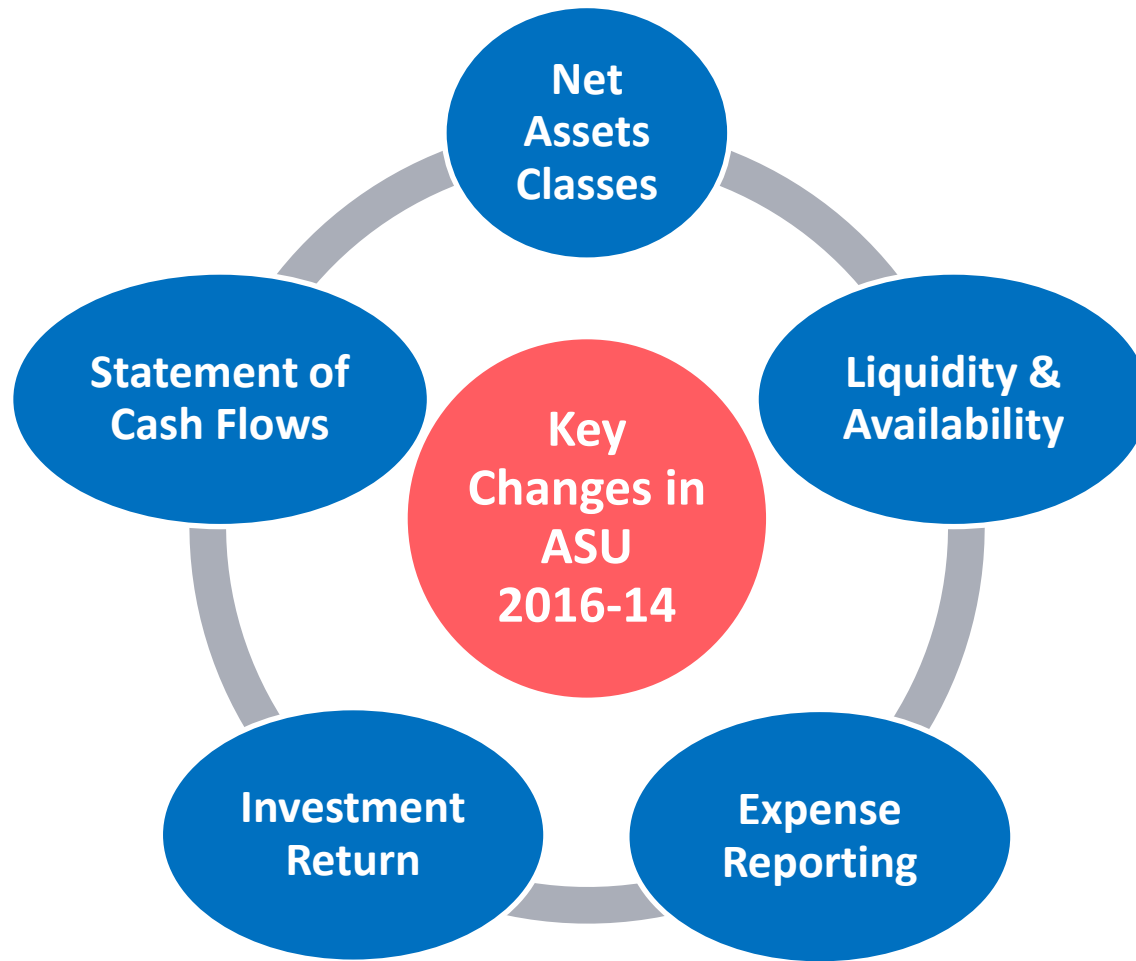 Net
Assets
Classes
Liquidity &
Availability
Expense
Reporting
Investment
Return
Statement of
Cash Flows
Key
Changes in
ASU
2016-14